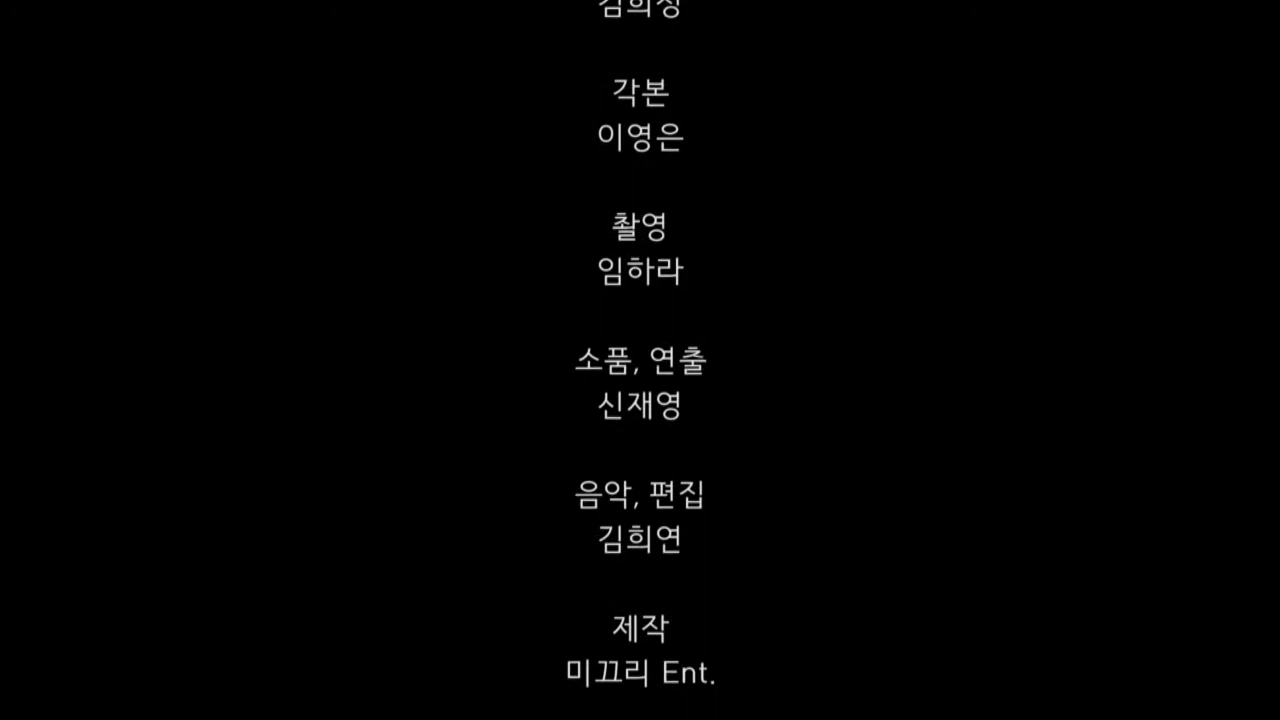 각본
이영은
촬영
임하라
소품, 연출
신재영
음악, 편집
김희연
제작
미끄리 Ent.